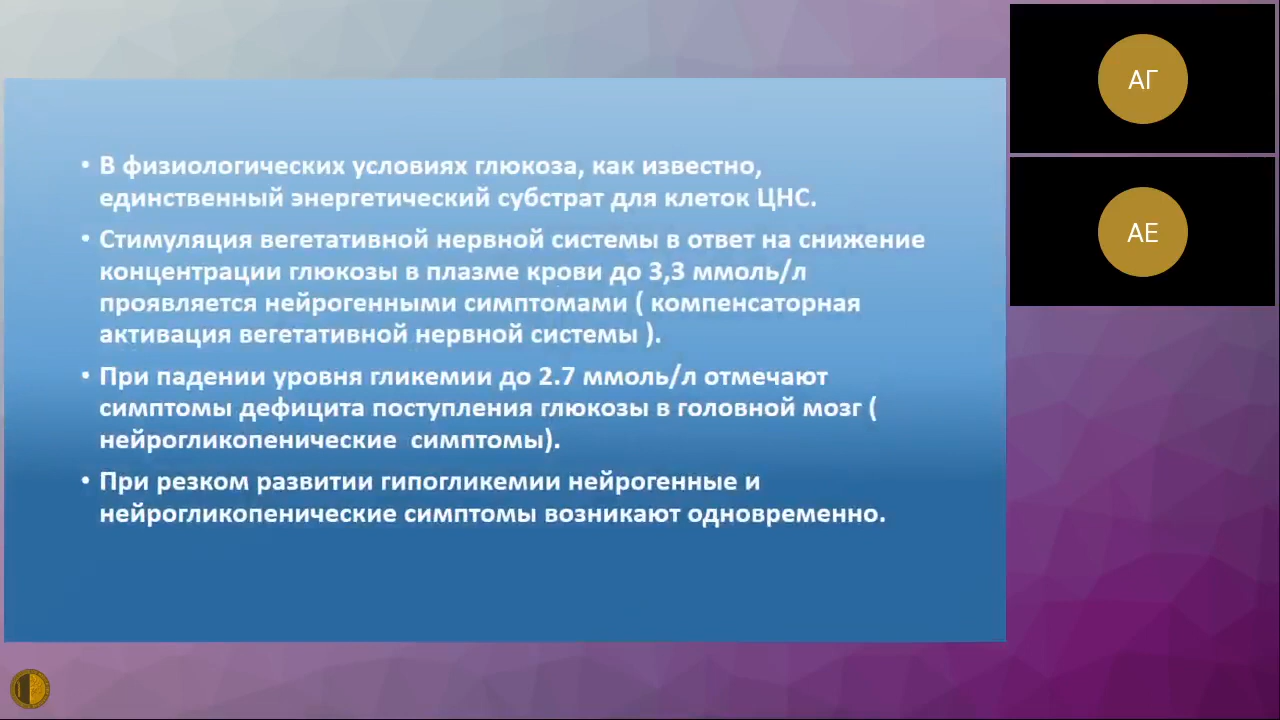 • В физиологических условиях глюкоза, как известно,
единственный энергетический субстрат для клеток ЦНС.
• Стимуляция вегетативной нервной системы в ответ на снижение
концентрации глюкозы в плазме крови до 3,3 ммоль/л
проявляется нейрогенными симптомами ( компенсаторная
активация вегетативной нервной системы ).
• При падении уровня гликемии до 2.7 ммоль/л отмечают
симптомы дефицита поступления глюкозы в головной мозг (
нейрогликопенические  симптомы).
• При резком развитии гипогликемии нейрогенные и
нейрогликопенические симптомы возникают одновременно.
АГ
АЕ